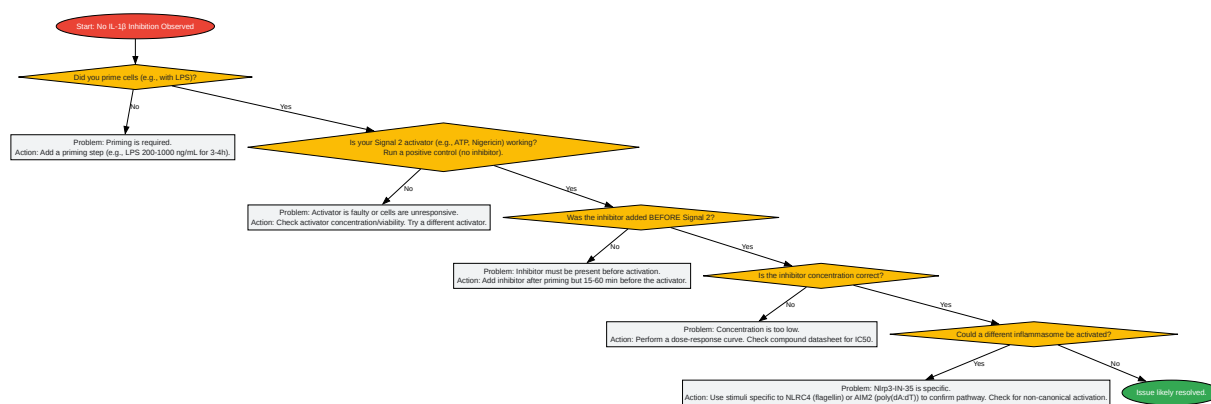 Start: No IL-1β Inhibition Observed
Did you prime cells (e.g., with LPS)?
No
Yes
Problem: Priming is required.
Action: Add a priming step (e.g., LPS 200-1000 ng/mL for 3-4h).
Is your Signal 2 activator (e.g., ATP, Nigericin) working?
Run a positive control (no inhibitor).
No
Yes
Problem: Activator is faulty or cells are unresponsive.
Action: Check activator concentration/viability. Try a different activator.
Was the inhibitor added BEFORE Signal 2?
No
Yes
Problem: Inhibitor must be present before activation.
Action: Add inhibitor after priming but 15-60 min before the activator.
Is the inhibitor concentration correct?
No
Yes
Problem: Concentration is too low.
Action: Perform a dose-response curve. Check compound datasheet for IC50.
Could a different inflammasome be activated?
Yes
No
Problem: Nlrp3-IN-35 is specific.
Action: Use stimuli specific to NLRC4 (flagellin) or AIM2 (poly(dA:dT)) to confirm pathway. Check for non-canonical activation.
Issue likely resolved.